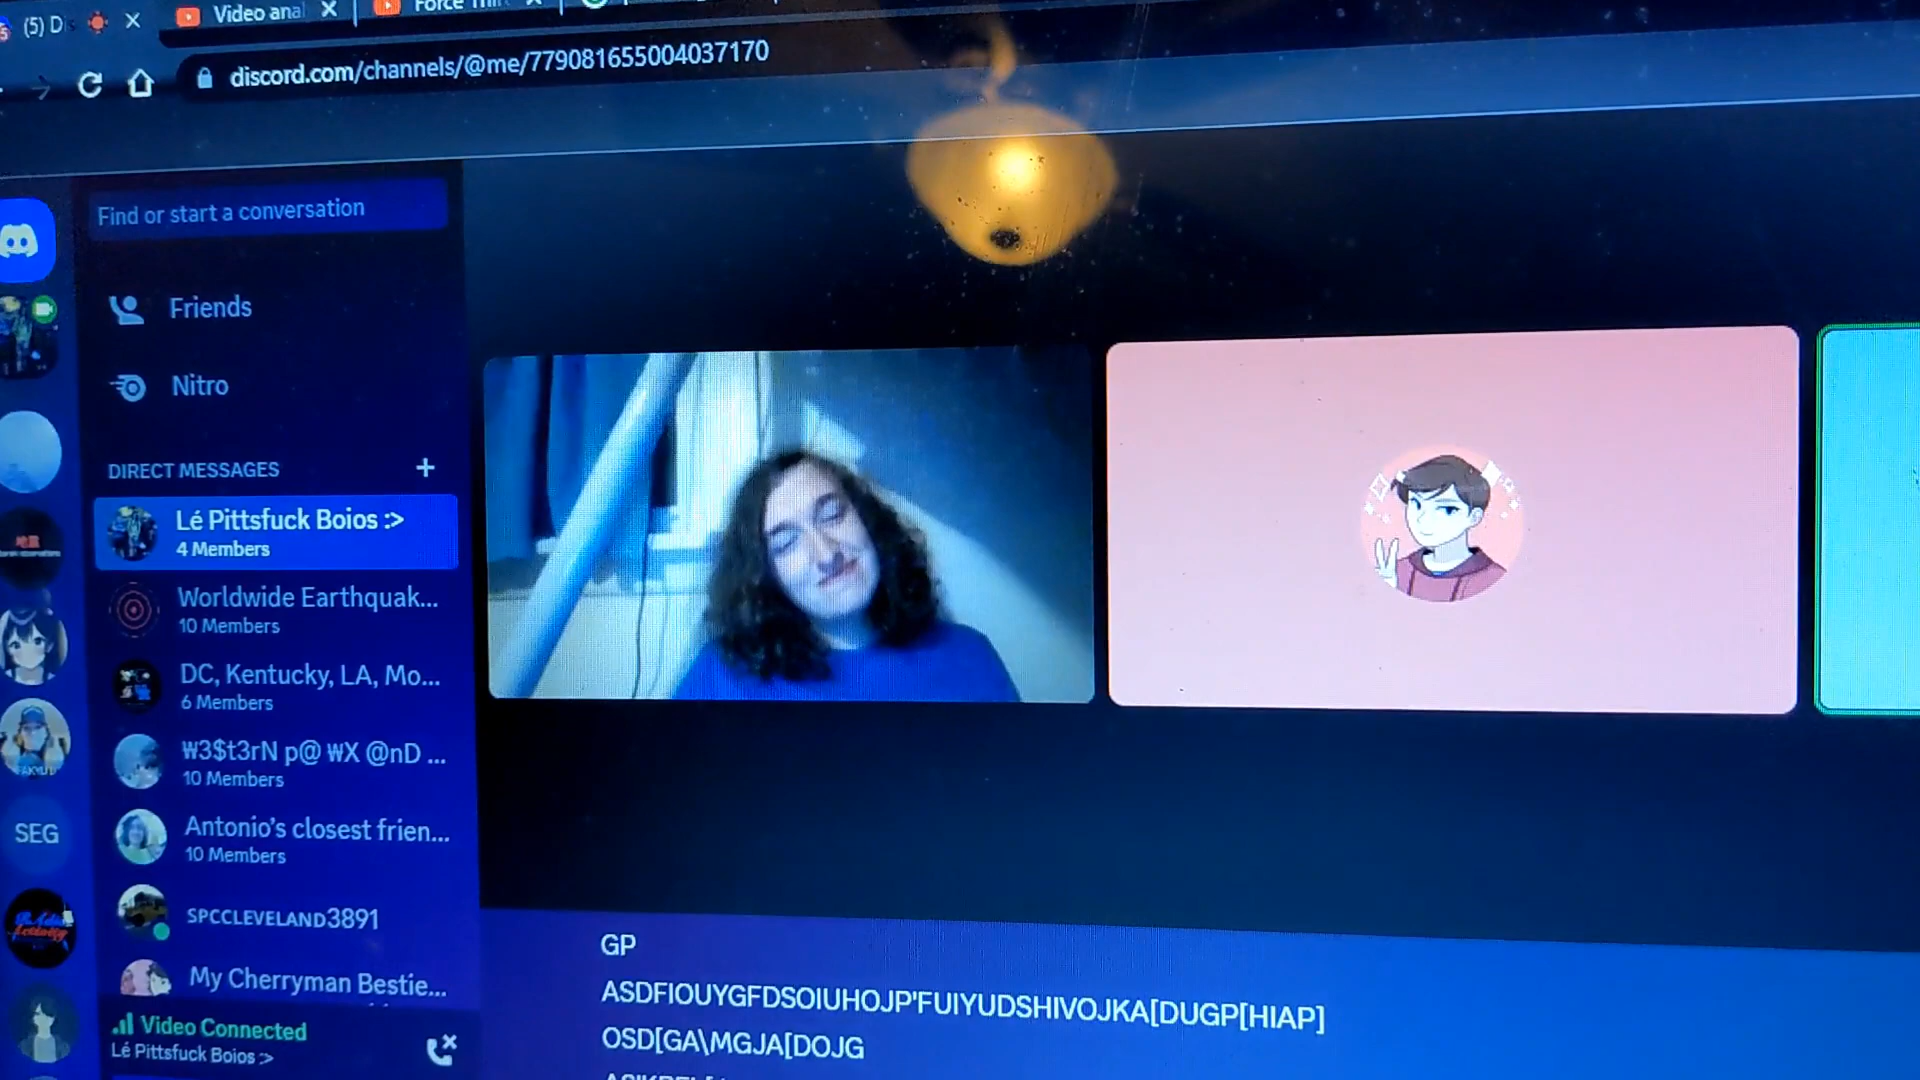 (5) Di
Video anal
Force
discord.com/channels/@me/779081655004037170
Find or start a conversation
Friends
Nitro
DIRECT MESSAGES
Lé Pittsfuck Boios :>
4 Members
Worldwide Earthquak...
10 Members
DC, Kentucky, LA, Mo...
6 Members
₩3$t3rN p@ ₩X @nD ...
10 Members
Antonio's closest frien...
10 Members
SEG
SPCCLEVELAND3891
My Cherryman Bestie...
Video Connected
Lé Pittsfuck Boios :>
GP
ASDFIOUYGFDSOIUHOJP'FUIYUDSHIVOJKA[DUGP[HIAP]
OSD[GA\MGJA[DOJG